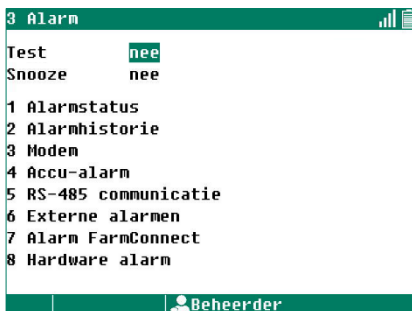 3 Alarm
Test nee
Snooze nee
1 Alarmstatus
2 Alarmhistorie
3 Modem
4 Accu-alarm
5 RS-485 communicatie
6 Externe alarmen
7 Alarm FarmConnect
8 Hardware alarm
Beheerder